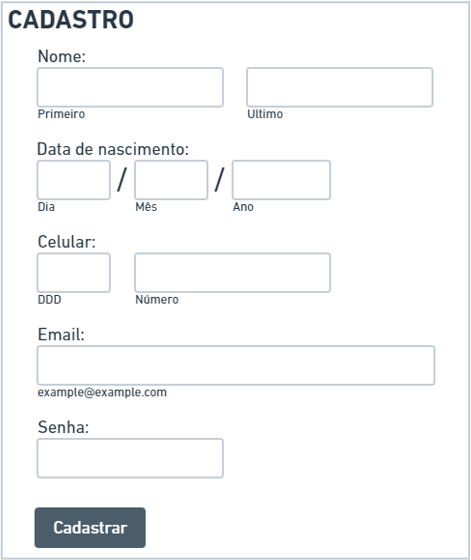 CADASTRO
Nome:
Primeiro Ultimo
Data de nascimento:
/ /
Dia Mês Ano
Celular:
DDD Número
Email:
example@example.com
Senha:
Cadastrar